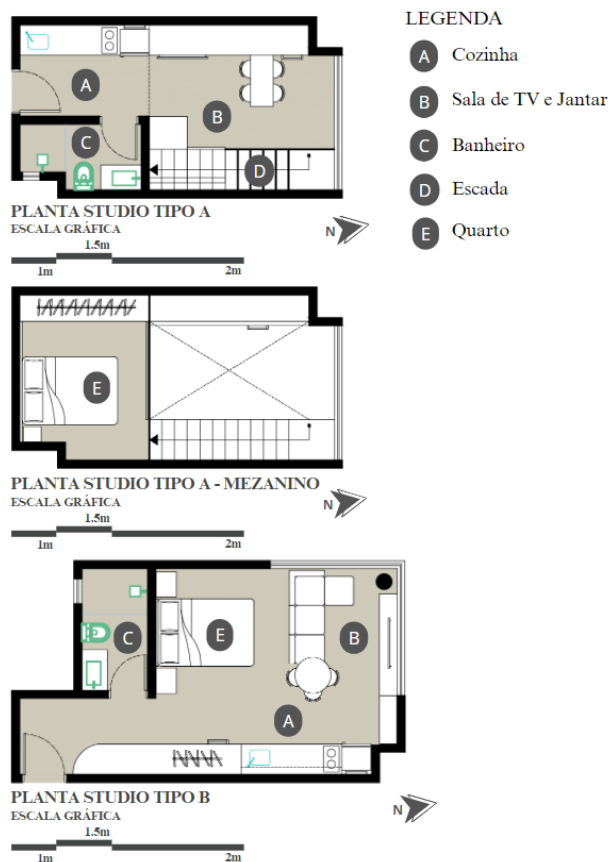 LEGENDA
A Cozinha
B Sala de TV e Jantar
C Banheiro
D Escada
E Quarto
A
B
C
D
PLANTA STUDIO TIPO A
ESCALA GRÁFICA
N
1.5m
1m 2m
E
PLANTA STUDIO TIPO A - MEZANINO
ESCALA GRÁFICA
N
1.5m
1m 2m
C
E
B
A
PLANTA STUDIO TIPO B
ESCALA GRÁFICA
N
1.5m
1m 2m